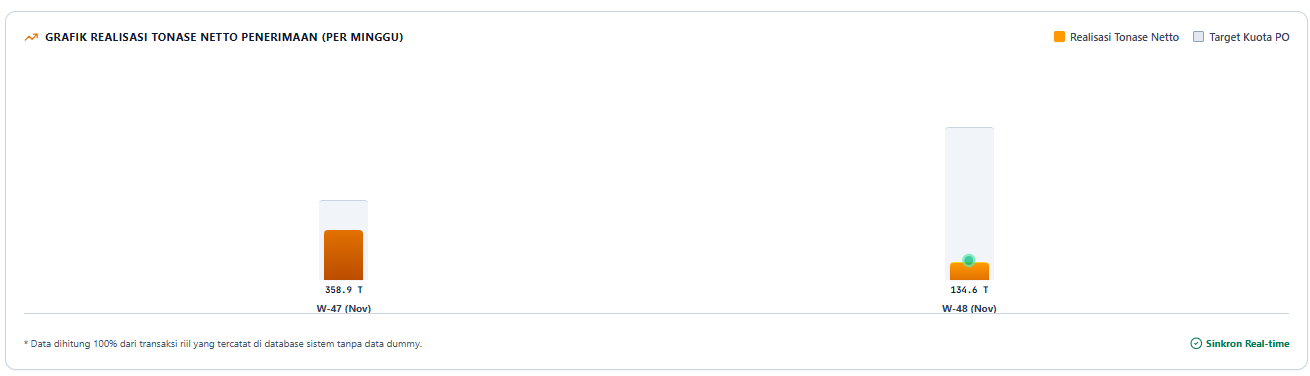 GRAFIK REALISASI TONASE NETTO PENERIMAAN (PER MINGGU)
Realisasi Tonase Netto
Target Kuota PO
358.9 T
134.6 T
W-47 (Nov)
W-48 (Nov)
* Data dihitung 100% dari transaksi riil yang tercatat di database sistem tanpa data dummy.
Sinkron Real-time